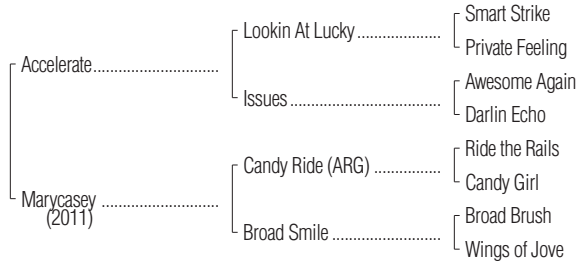 Smart Strike
Lookin At Lucky ....................
Private Feeling
Accelerate..............................
Awesome Again
Issues ....................................
Darlin Echo
Ride the Rails
Candy Ride (ARG) ................
Candy Girl
Marycasey ............................
(2011)
Broad Brush
Broad Smile ..........................
Wings of Jove